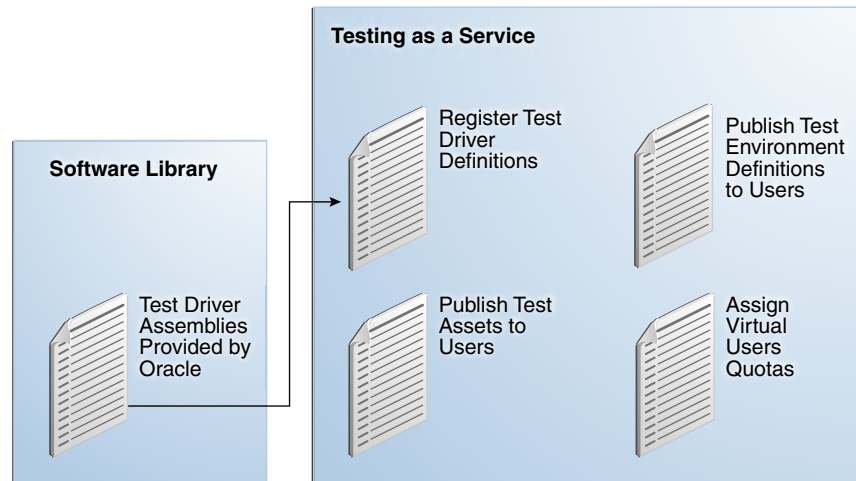 Testing as a Service
Register Test
Driver
Definitions
Publish Test
Environment
Definitions
to Users
Software Library
Test Driver
Assemblies
Provided by
Oracle
Publish Test
Assets to
Users
Assign
Virtual
Users
Quotas